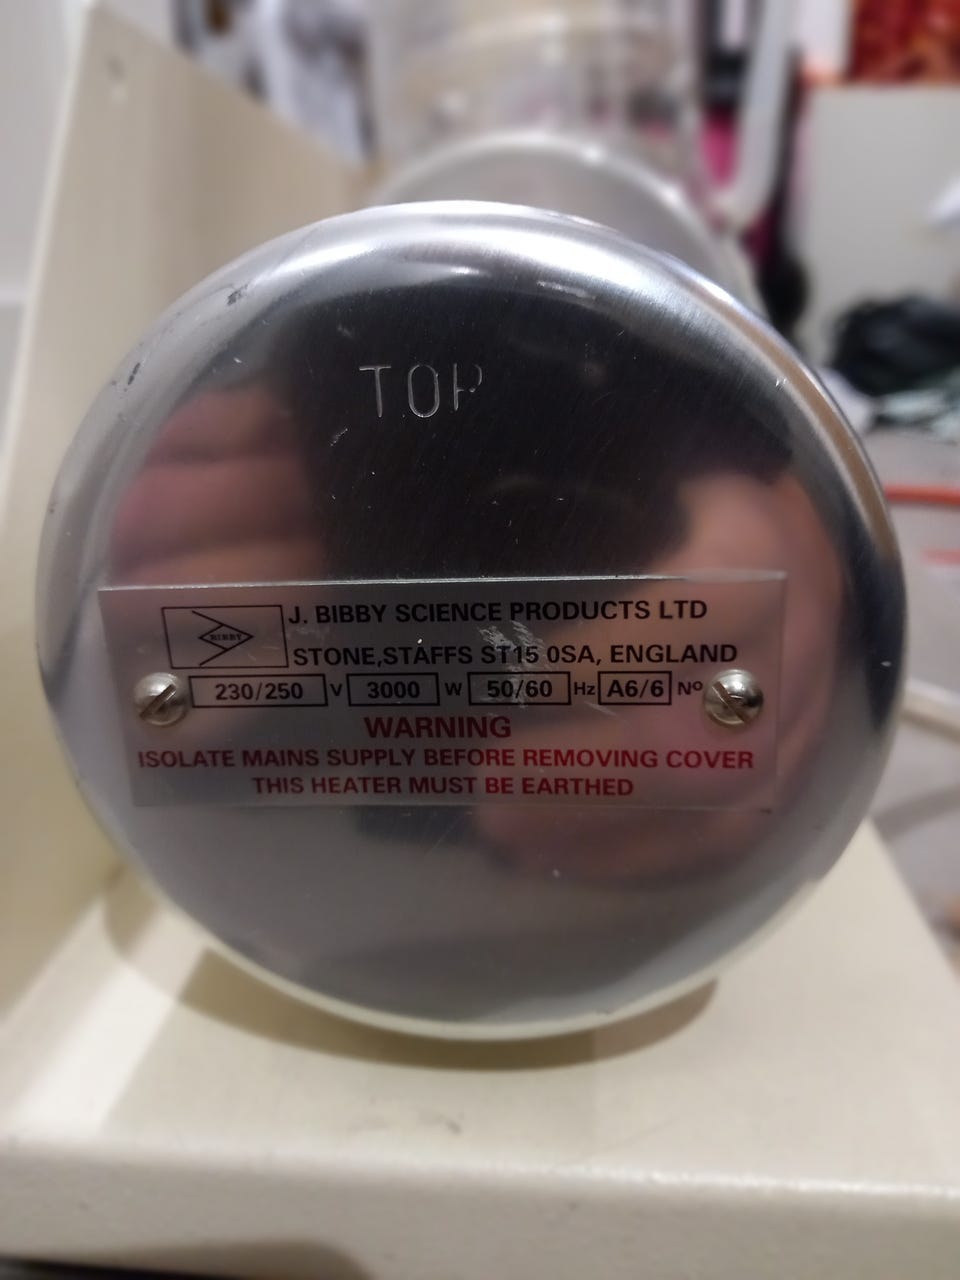 TOP
BIBBY
J. BIBBY SCIENCE PRODUCTS LTD
STONE,STAFFS ST15 0SA, ENGLAND
230/250 V 3000 W 50/60 Hz A6/6 Nº
WARNING
ISOLATE MAINS SUPPLY BEFORE REMOVING COVER
THIS HEATER MUST BE EARTHED